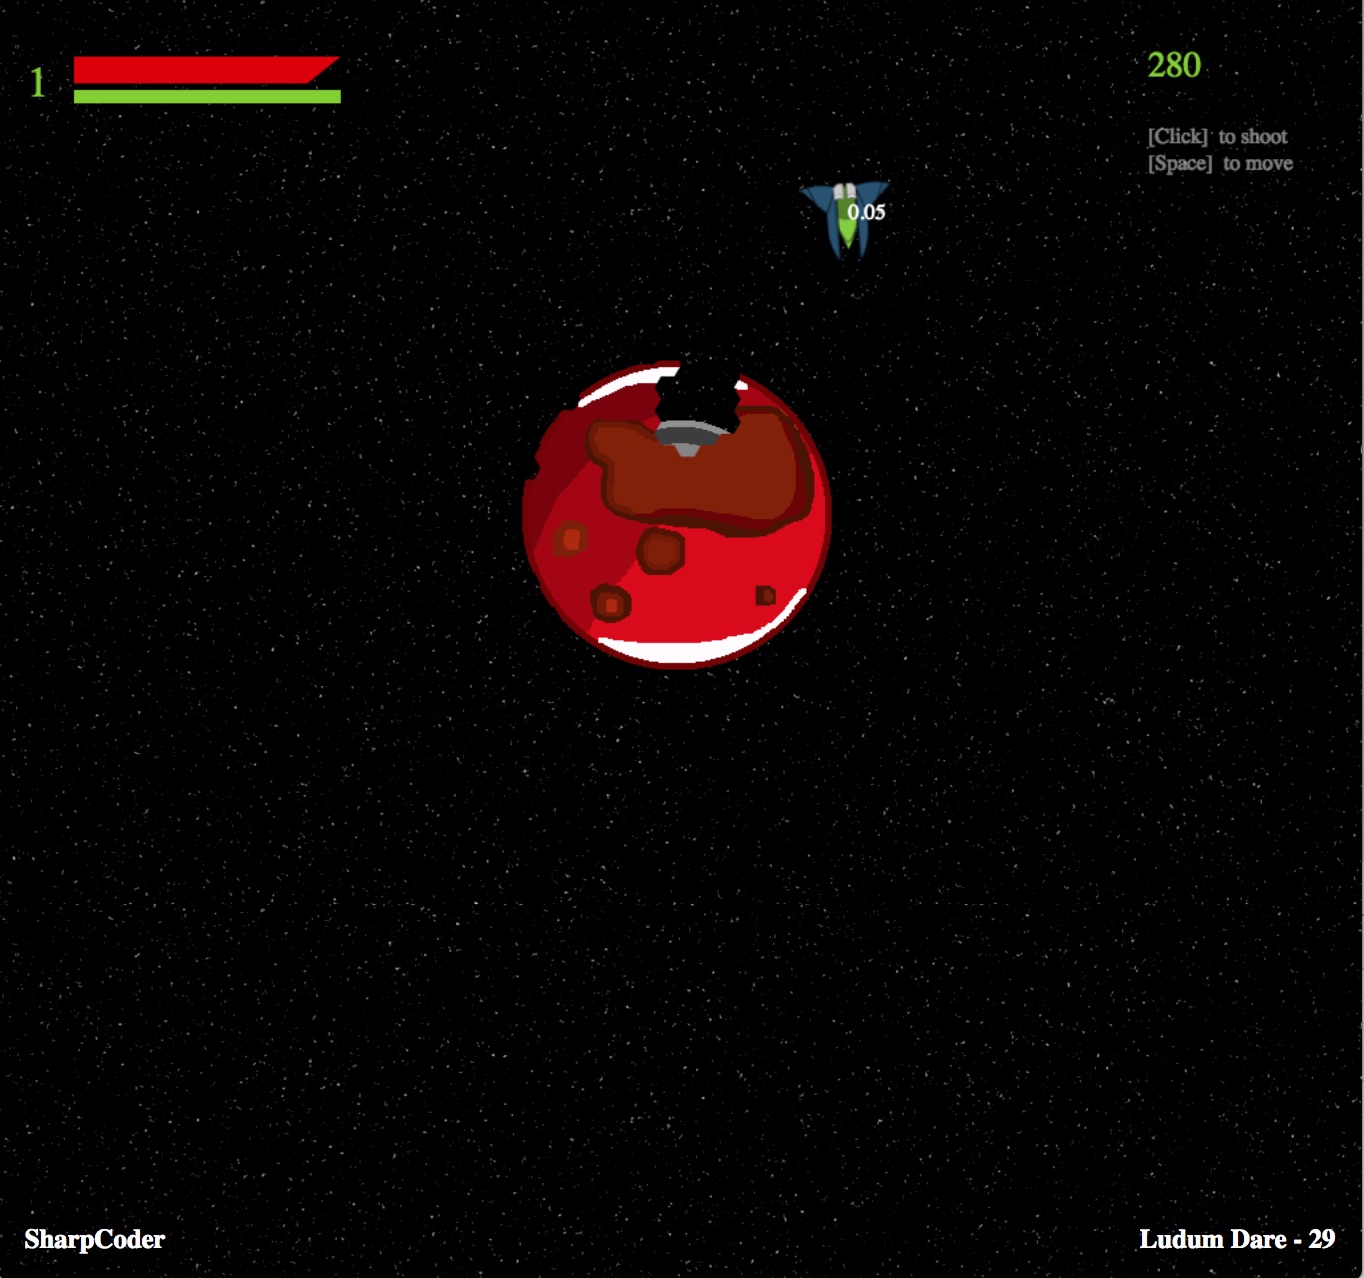 1
280
[Click] to shoot
[Space] to move
0.05
SharpCoder
Ludum Dare - 29